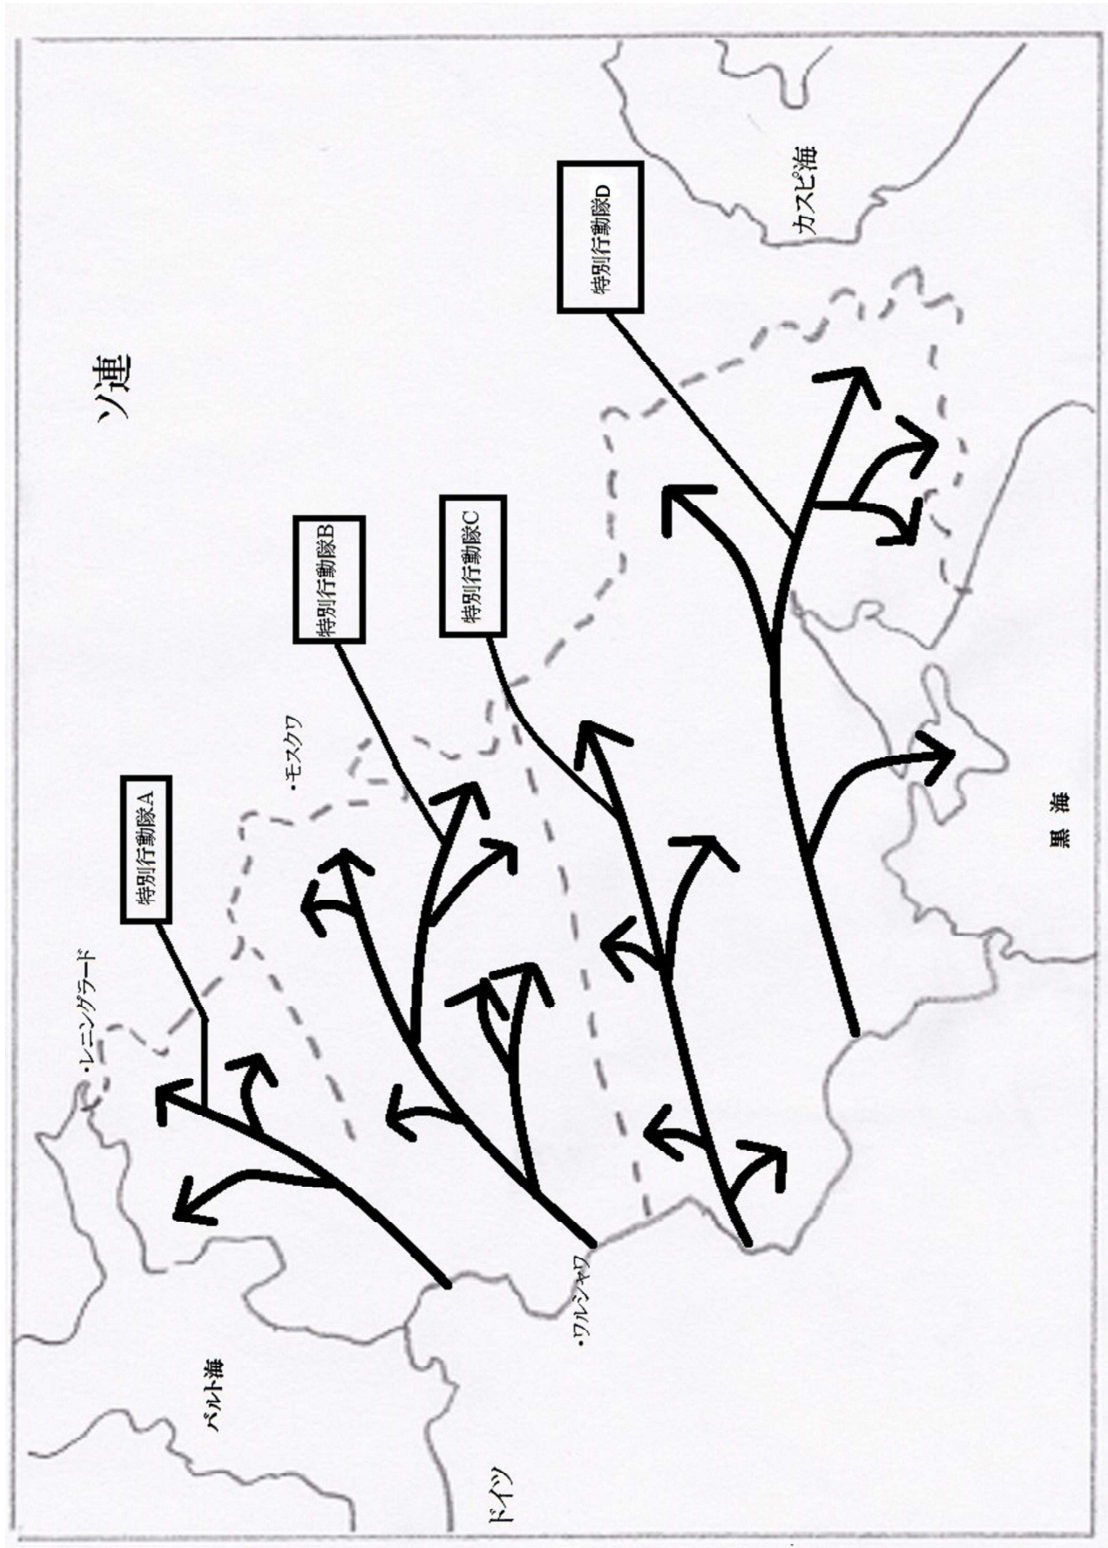 ・レニングラード
特別行動隊A
ソ連
・モスクワ
特別行動隊B
特別行動隊C
特別行動隊D
カスピ海
バルト海
・ワルシャワ
ドイツ
黒海